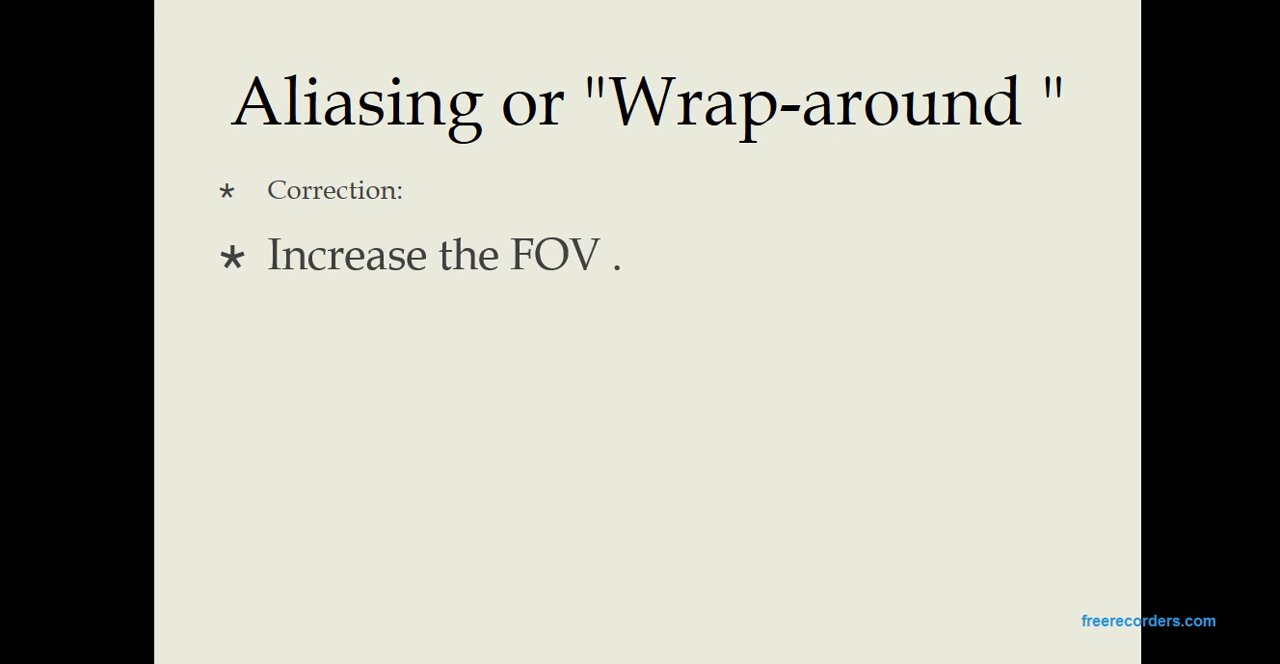 Aliasing or "Wrap-around "
* Correction:
* Increase the FOV .
freerecorders.com